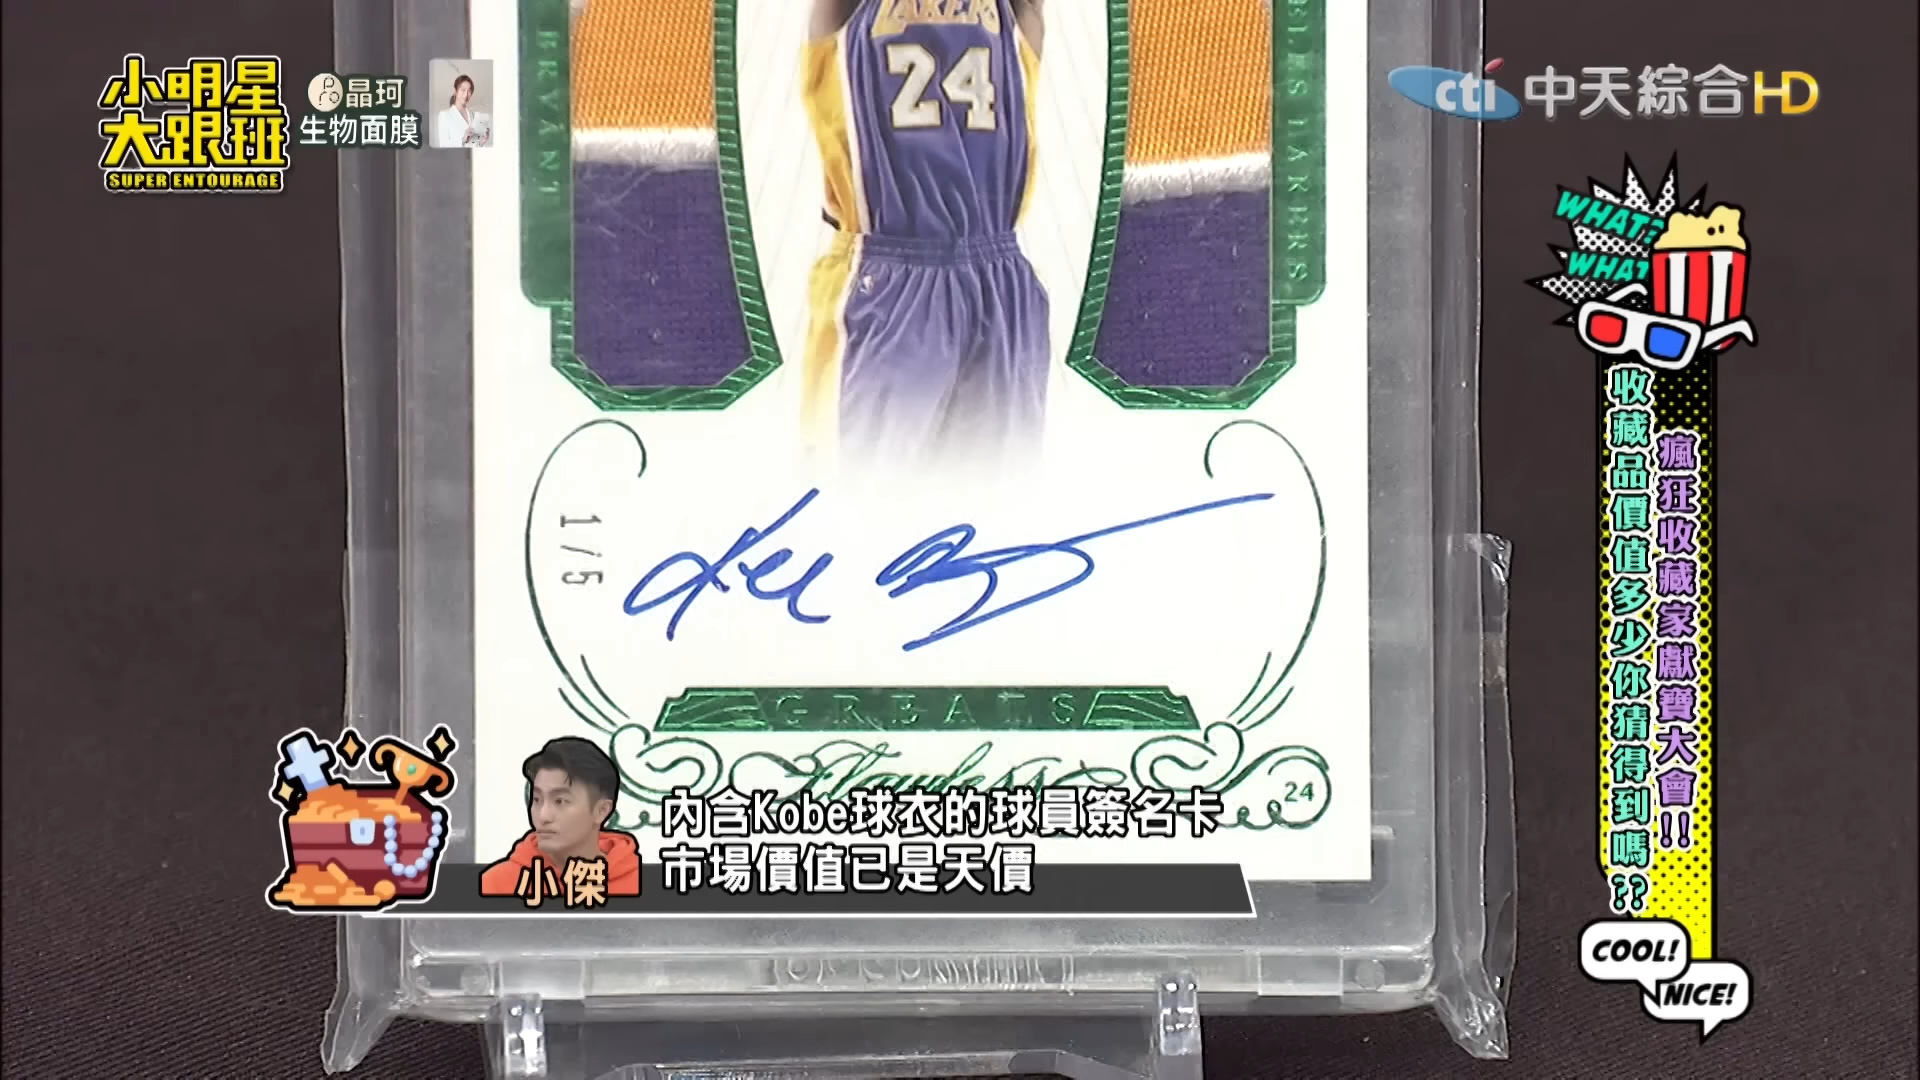 小明星
大跟班
SUPER ENTOURAGE
晶珂
生物面膜
cti 中天綜合HD
WHAT?
WHAT
瘋狂收藏家獻寶大會!!
收藏品價值多少你猜得到嗎??
COOL!
NICE!
BRYANT
LAKERS
24
1/5
GREATS
Flawless
24
小傑
內含Kobe球衣的球員簽名卡
市場價值已是天價